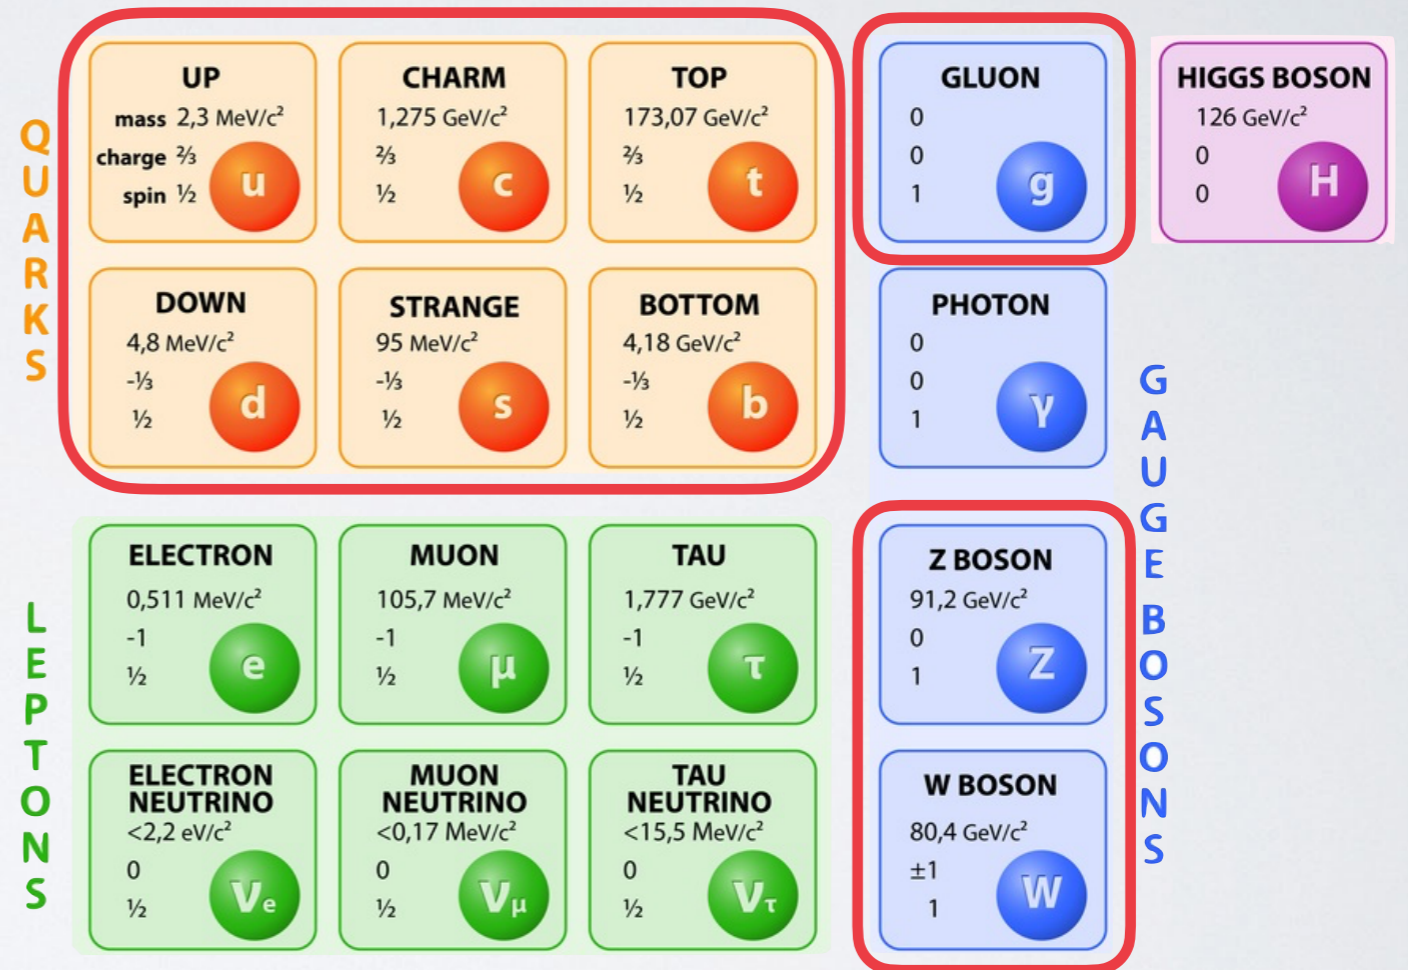 QUARKS
UP
mass 2,3 MeV/c²
charge ⅔
spin ½
u
CHARM
1,275 GeV/c²
⅔
½
c
TOP
173,07 GeV/c²
⅔
½
t
GLUON
0
0
1
g
HIGGS BOSON
126 GeV/c²
0
0
H
DOWN
4,8 MeV/c²
-⅓
½
d
STRANGE
95 MeV/c²
-⅓
½
s
BOTTOM
4,18 GeV/c²
-⅓
½
b
PHOTON
0
0
1
γ
GAUGE BOSONS
LEPTONS
ELECTRON
0,511 MeV/c²
-1
½
e
MUON
105,7 MeV/c²
-1
½
μ
TAU
1,777 GeV/c²
-1
½
τ
Z BOSON
91,2 GeV/c²
0
1
Z
ELECTRON
NEUTRINO
<2,2 eV/c²
0
½
νe
MUON
NEUTRINO
<0,17 MeV/c²
0
½
νμ
TAU
NEUTRINO
<15,5 MeV/c²
0
½
ντ
W BOSON
80,4 GeV/c²
±1
1
W